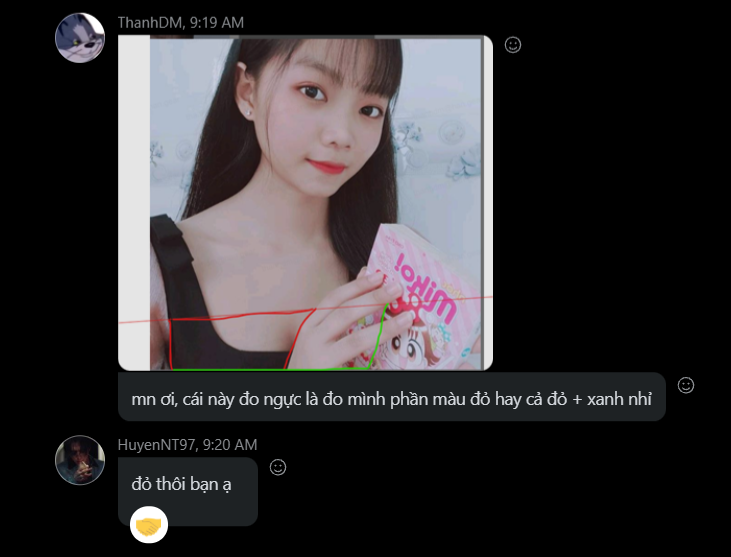 ThanhDM, 9:19 AM
Miko!
mn ơi, cái này đo ngực là đo mình phần màu đỏ hay cả đỏ + xanh nhỉ
HuyenNT97, 9:20 AM
đỏ thôi bạn ạ